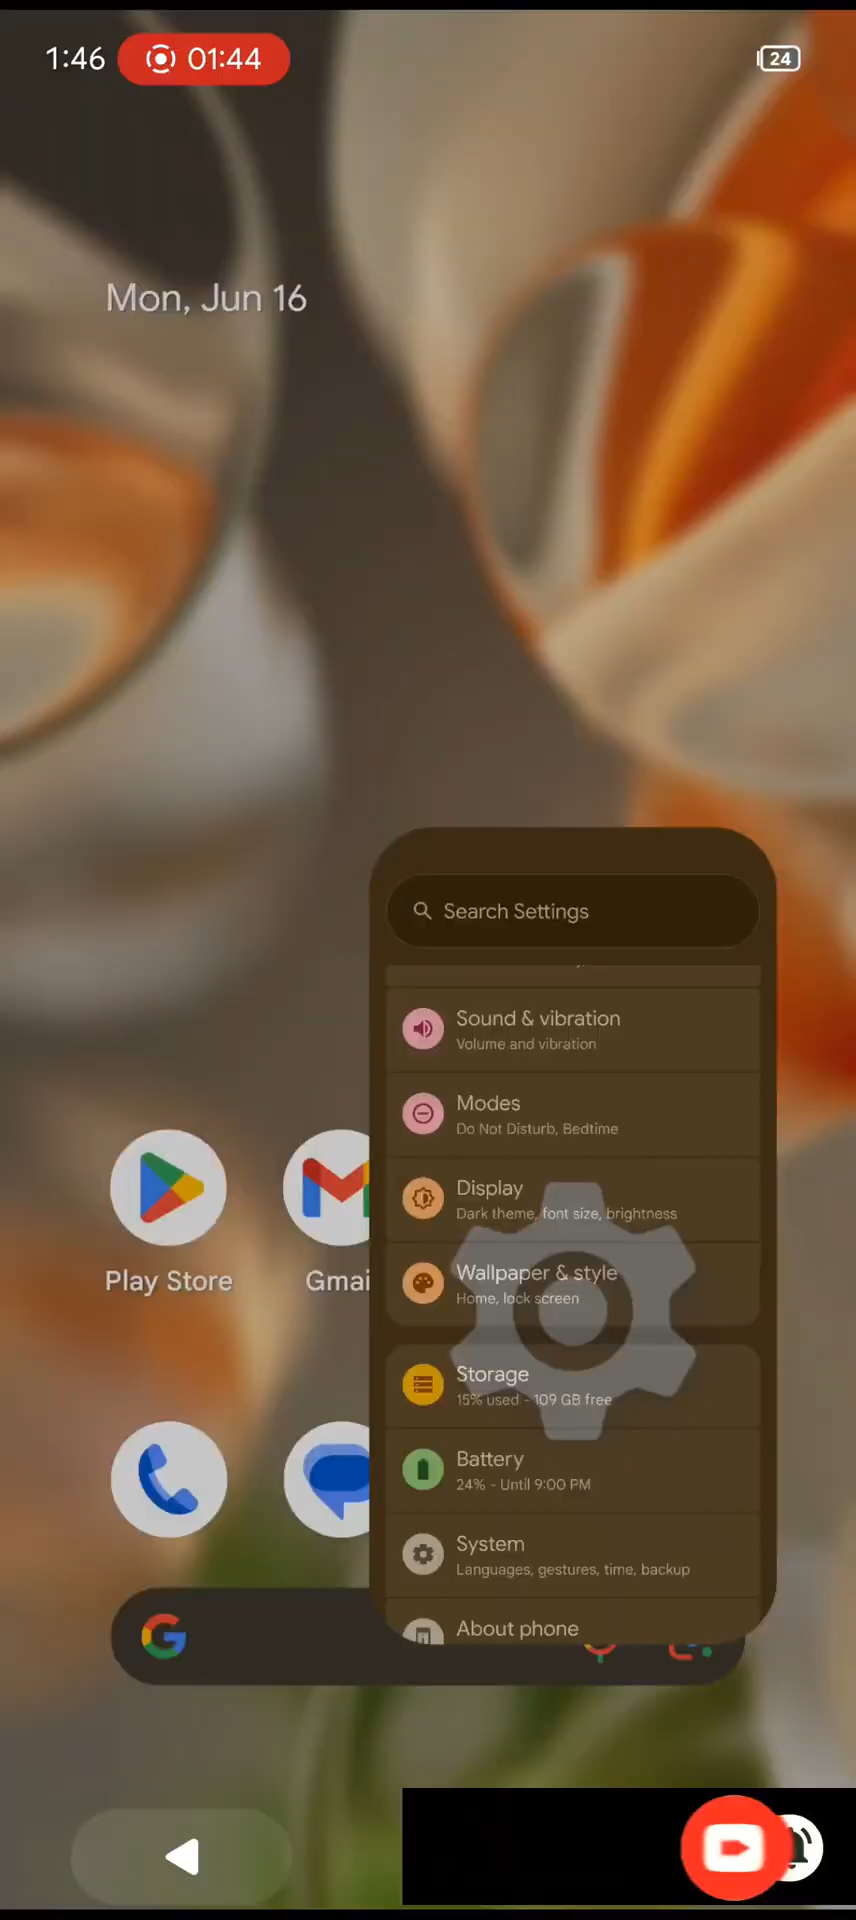 1:46 01:44 24
Mon, Jun 16
Search Settings
Sound & vibration
Volume and vibration
Modes
Do Not Disturb, Bedtime
Display
Dark theme, font size, brightness
Wallpaper & style
Home, lock screen
Play Store
Gmai
Storage
15% used - 109 GB free
Battery
24% - Until 9:00 PM
System
Languages, gestures, time, backup
About phone